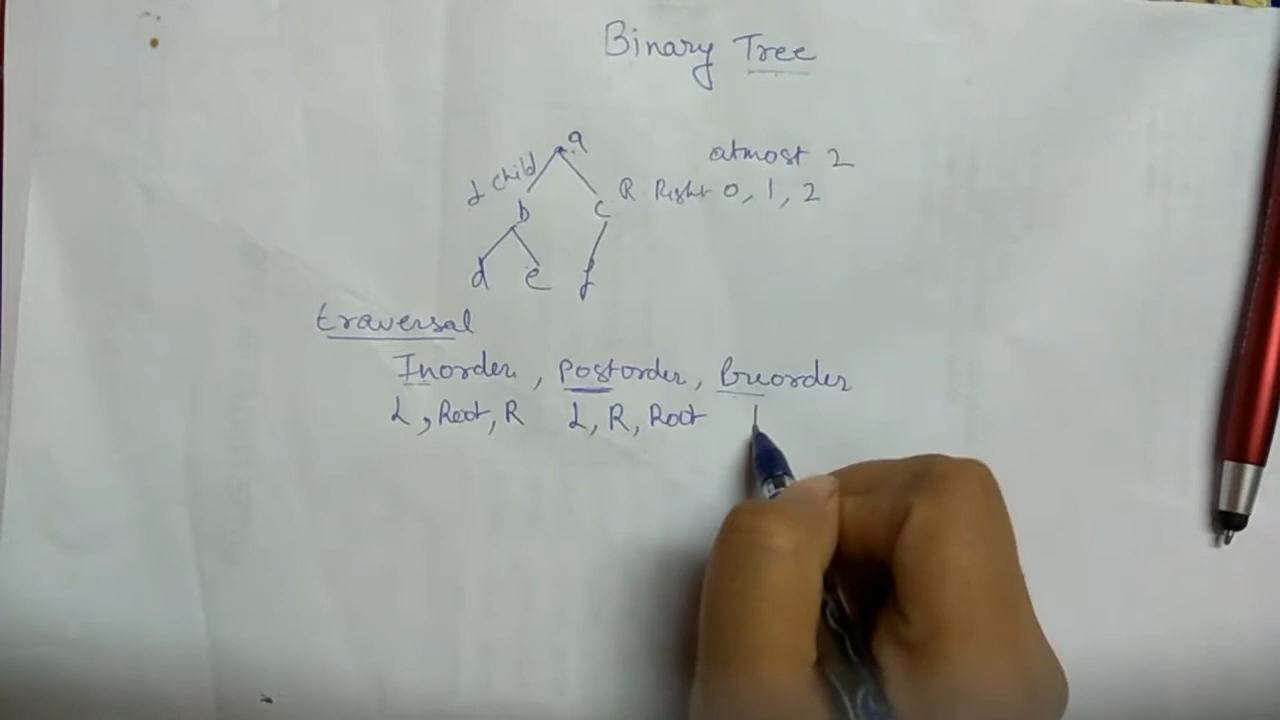 Binary Tree
a
atmost 2
L child
R Right 0, 1, 2
b c
d e f
traversal
Inorder, Postorder, Preorder
L, Root, R L, R, Root